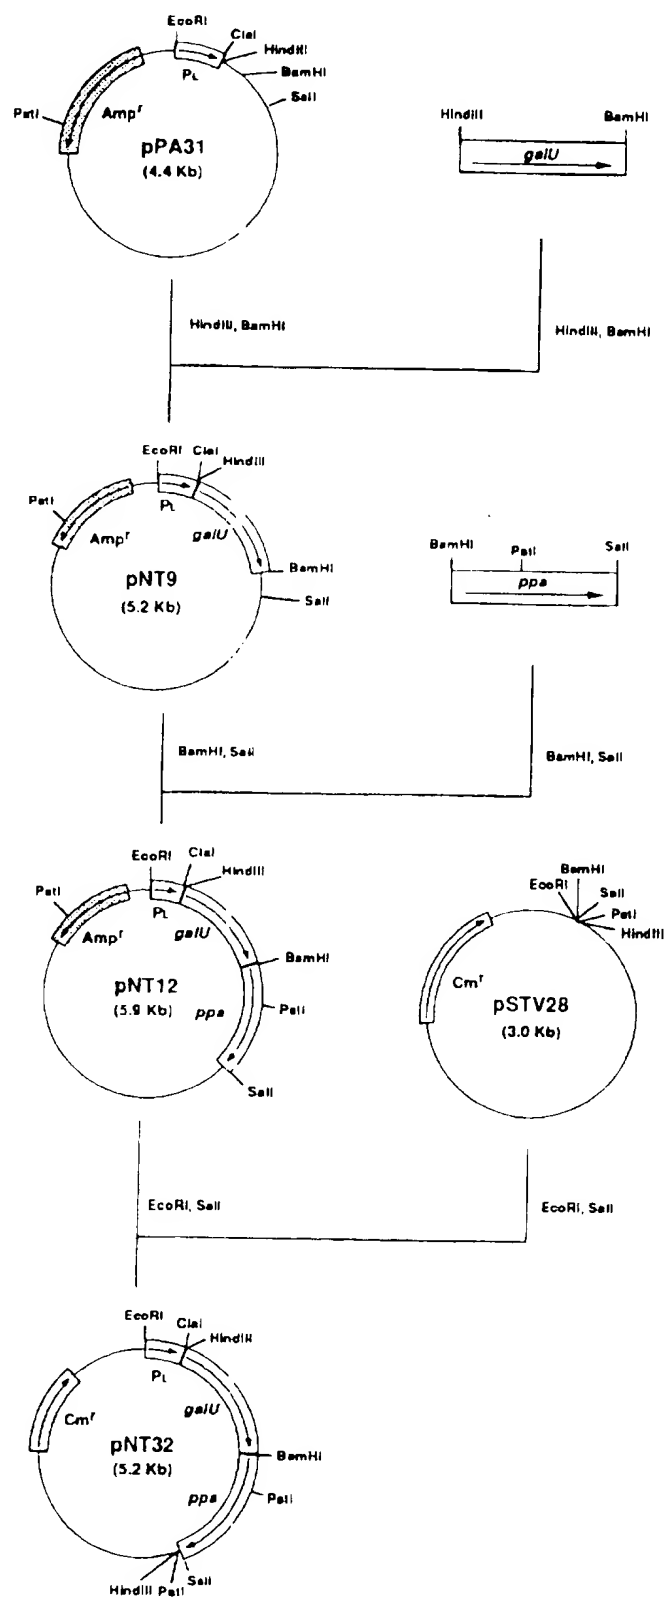 EcoRI
ClaI
HindIII
BamHI
SalI
PL
PstI
Ampr
pPA31
(4.4 Kb)
HindIII
BamHI
galU
HindIII, BamHI
HindIII, BamHI
EcoRI ClaI
HindIII
PstI
PL
Ampr
galU
BamHI
SalI
pNT9
(5.2 Kb)
BamHI
PstI
SalI
ppa
BamHI, SalI
BamHI, SalI
EcoRI
ClaI
HindIII
PstI
PL
Ampr
galU
BamHI
PstI
SalI
pNT12
(5.9 Kb)
ppa
BamHI
EcoRI
SalI
PstI
HindIII
Cmr
pSTV28
(3.0 Kb)
EcoRI, SalI
EcoRI, SalI
EcoRI
ClaI
HindIII
PL
Cmr
galU
pNT32
(5.2 Kb)
BamHI
PstI
ppa
SalI
HindIII PstI